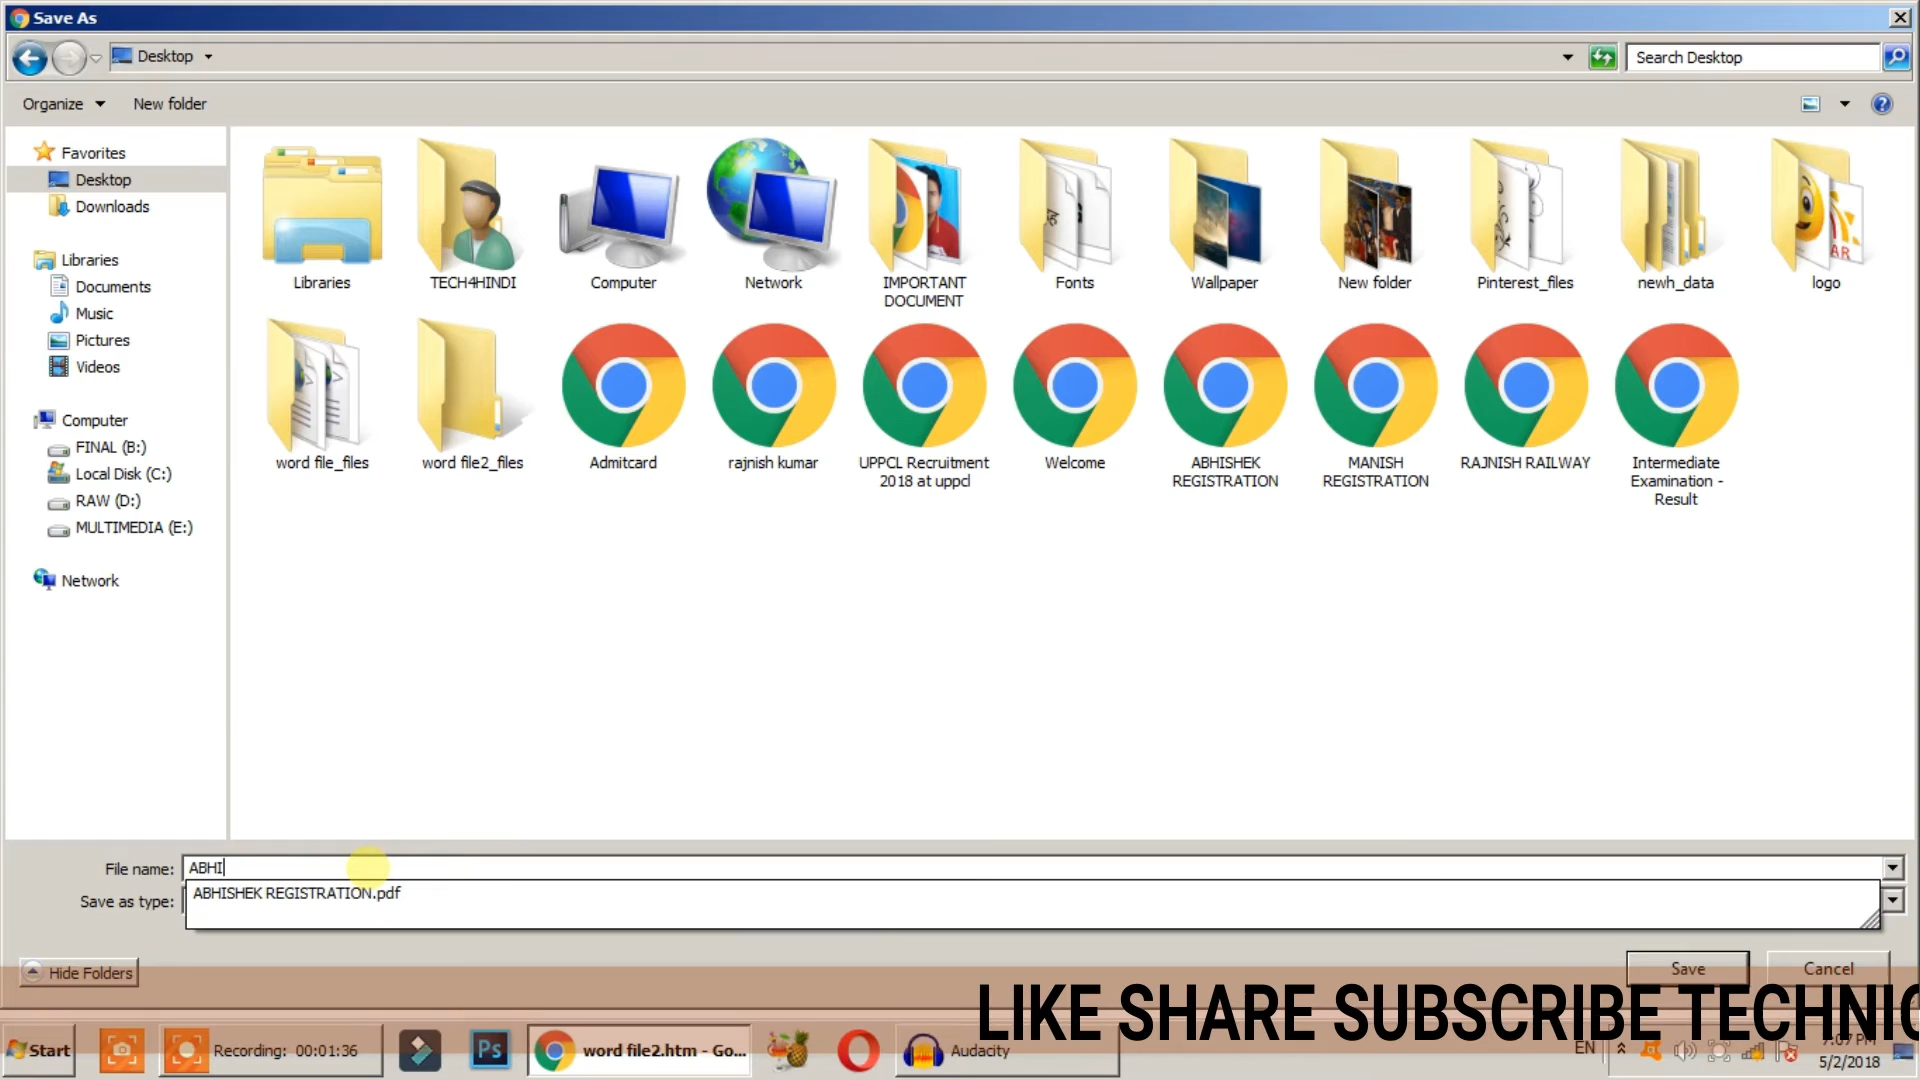 Save As
Desktop
Search Desktop
Organize
New folder
Favorites
Desktop
Downloads
Libraries
Documents
Music
Pictures
Videos
Computer
FINAL (B:)
Local Disk (C:)
RAW (D:)
MULTIMEDIA (E:)
Network
Libraries
TECH4HINDI
Computer
Network
IMPORTANT
DOCUMENT
Fonts
Wallpaper
New folder
Pinterest_files
newh_data
logo
word file_files
word file2_files
Admitcard
rajnish kumar
UPPCL Recruitment
2018 at uppcl
Welcome
ABHISHEK
REGISTRATION
MANISH
REGISTRATION
RAJNISH RAILWAY
Intermediate
Examination -
Result
File name:
ABHI
ABHISHEK REGISTRATION.pdf
Save as type:
Hide Folders
Save
Cancel
LIKE SHARE SUBSCRIBE TECHNIC
Start
Recording: 00:01:36
Ps
word file2.htm - Go...
Audacity
EN
7:07 PM
5/2/2018